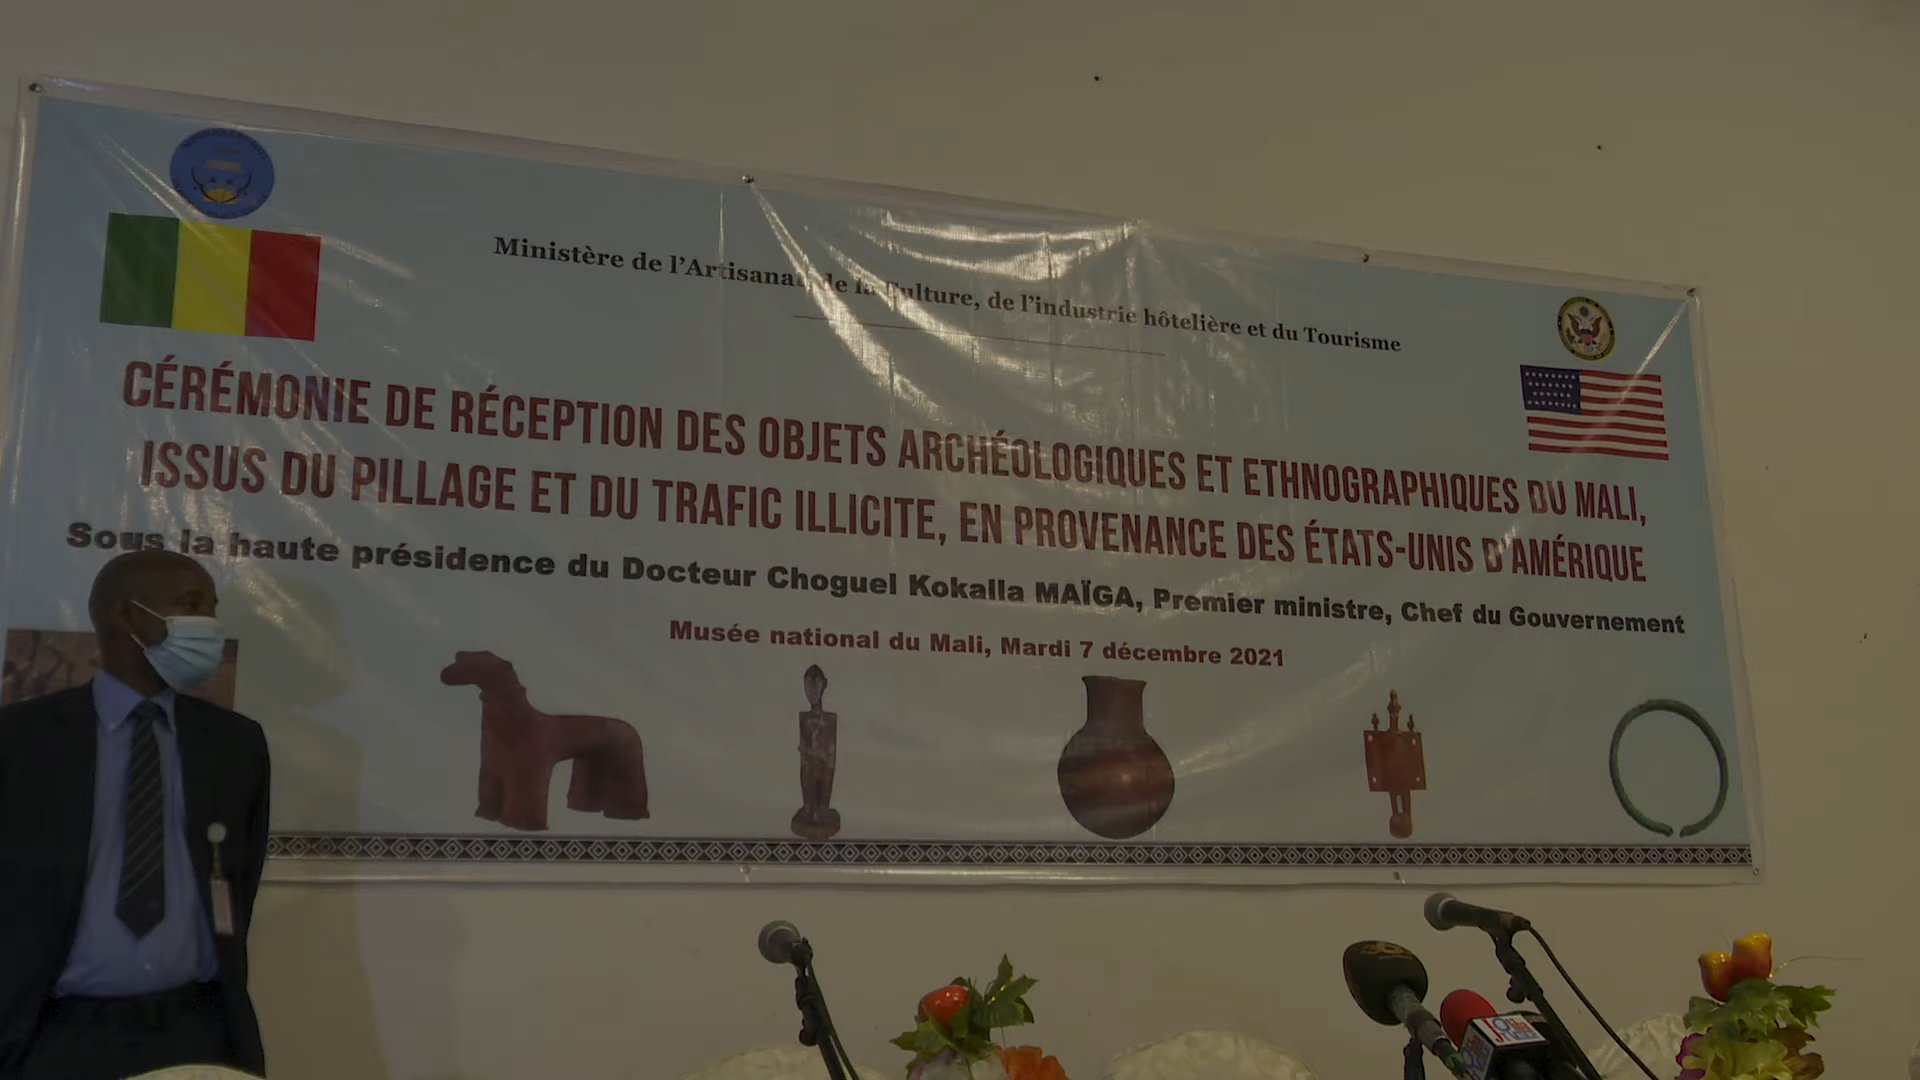 Ministère de l'Artisanat, de la Culture, de l'industrie hôtelière et du Tourisme
CÉRÉMONIE DE RÉCEPTION DES OBJETS ARCHÉOLOGIQUES ET ETHNOGRAPHIQUES DU MALI,
ISSUS DU PILLAGE ET DU TRAFIC ILLICITE, EN PROVENANCE DES ÉTATS-UNIS D'AMÉRIQUE
Sous la haute présidence du Docteur Choguel Kokalla MAÏGA, Premier ministre, Chef du Gouvernement
Musée national du Mali, Mardi 7 décembre 2021